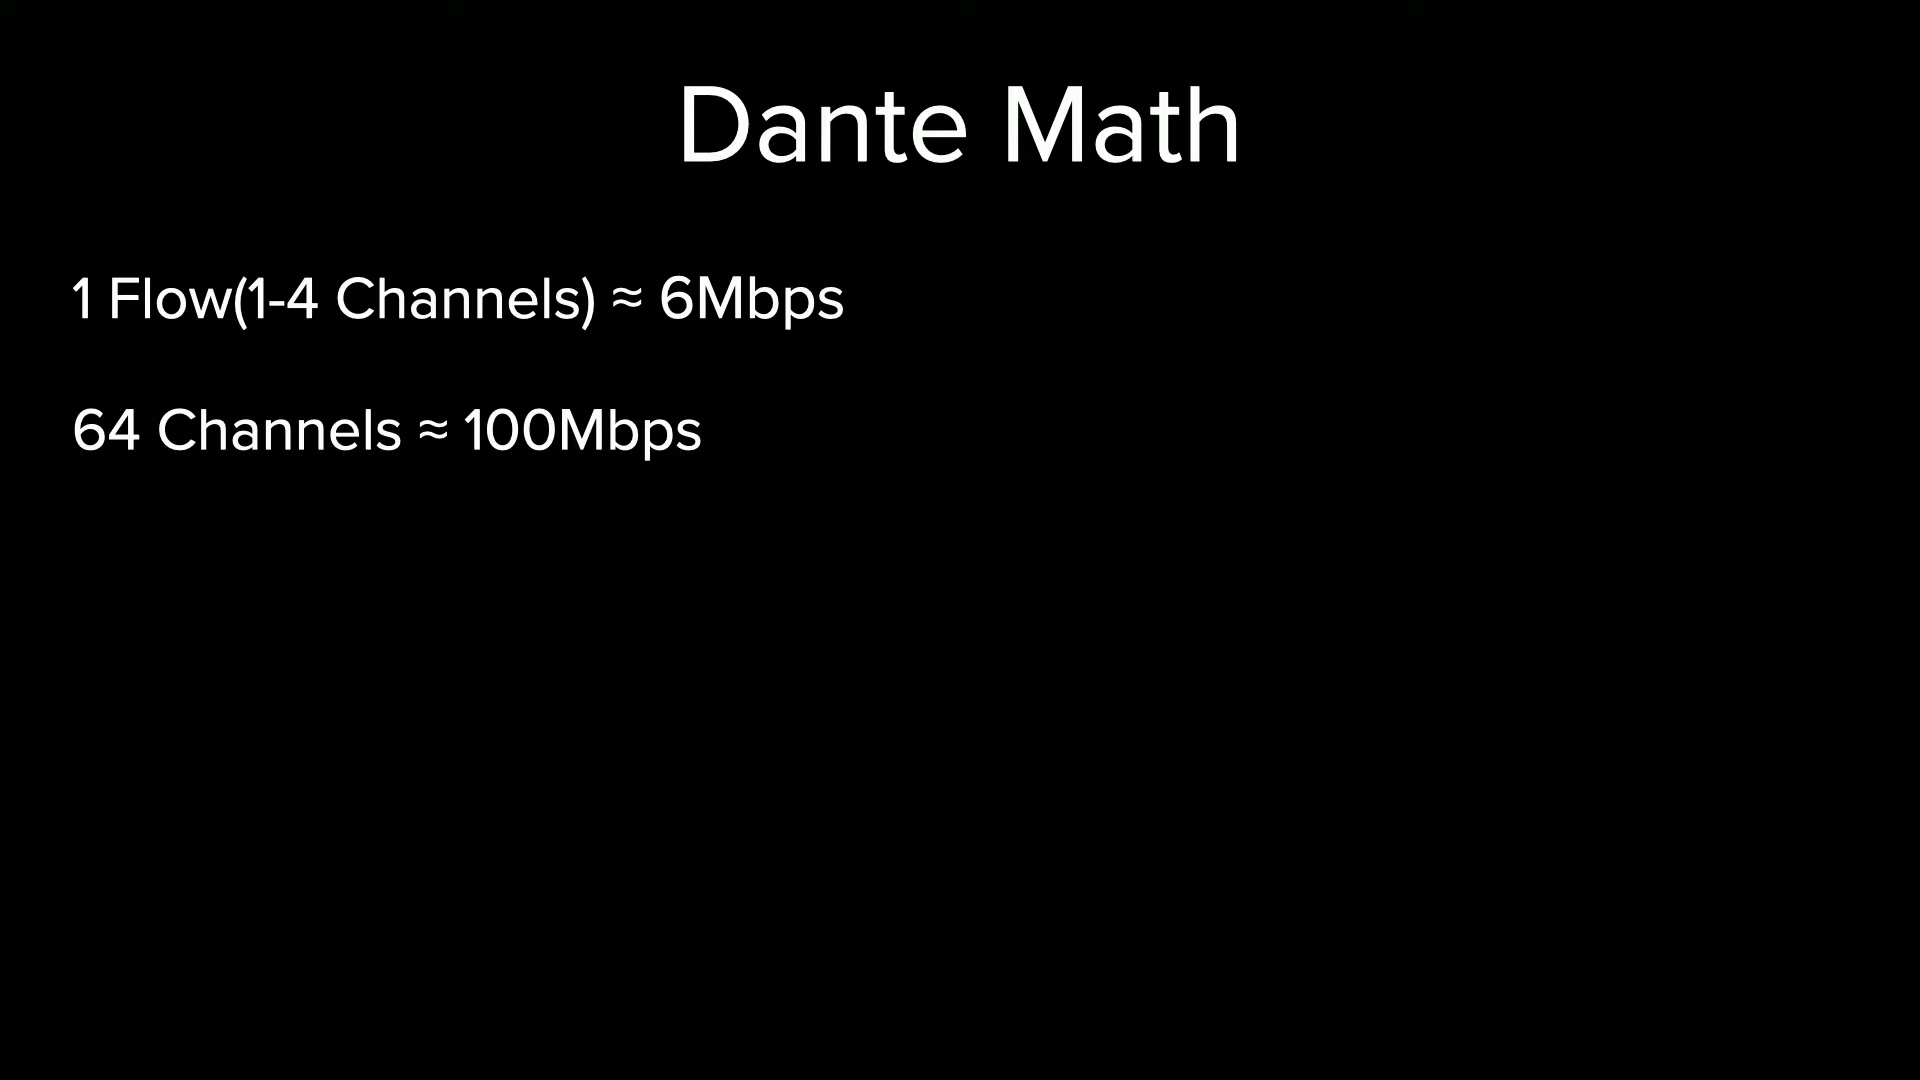 Dante Math
1 Flow(1-4 Channels) ≈ 6Mbps
64 Channels ≈ 100Mbps